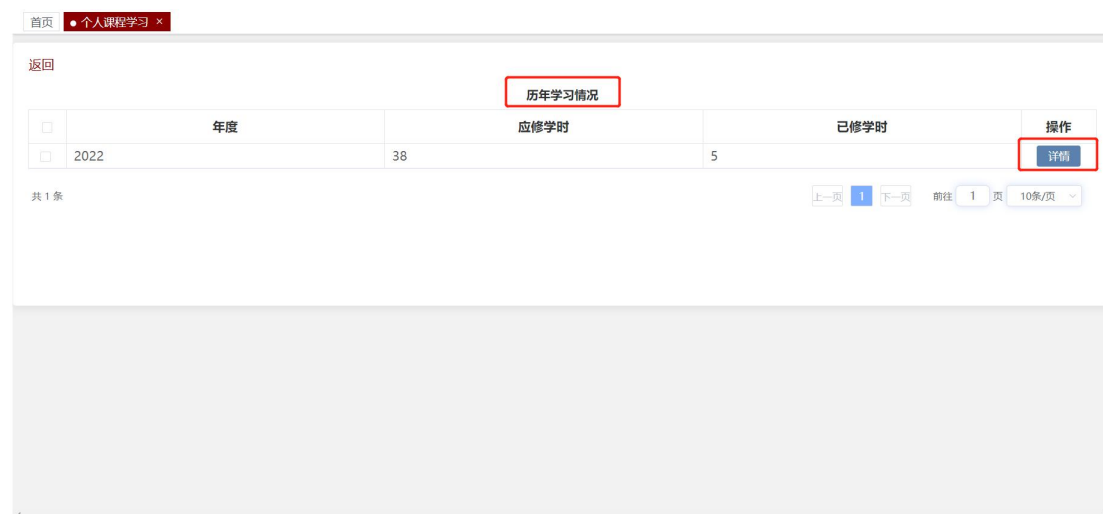 首页 ● 个人课程学习 ×
返回
历年学习情况
年度 应修学时 已修学时 操作
2022 38 5 详情
共 1 条 上一页 1 下一页 前往 1 页 10条/页